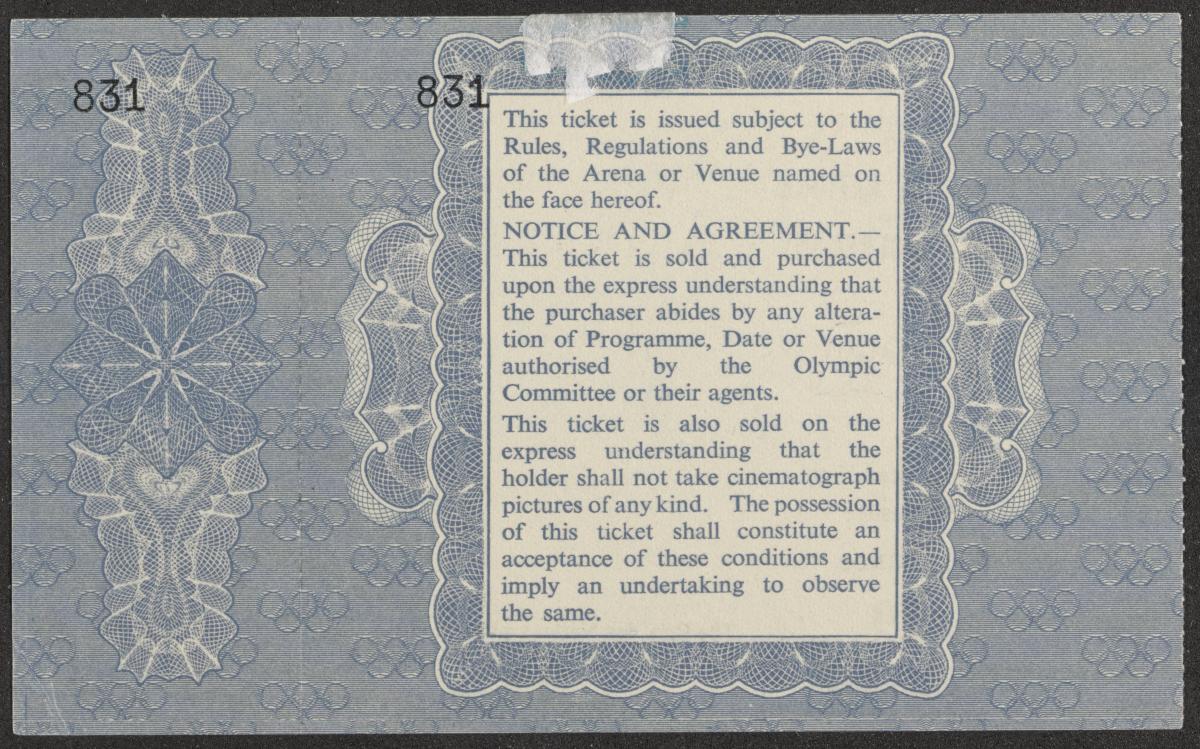 831
831
This ticket is issued subject to the
Rules, Regulations and Bye-Laws
of the Arena or Venue named on
the face hereof.
NOTICE AND AGREEMENT.—
This ticket is sold and purchased
upon the express understanding that
the purchaser abides by any altera-
tion of Programme, Date or Venue
authorised by the Olympic
Committee or their agents.
This ticket is also sold on the
express understanding that the
holder shall not take cinematograph
pictures of any kind. The possession
of this ticket shall constitute an
acceptance of these conditions and
imply an undertaking to observe
the same.